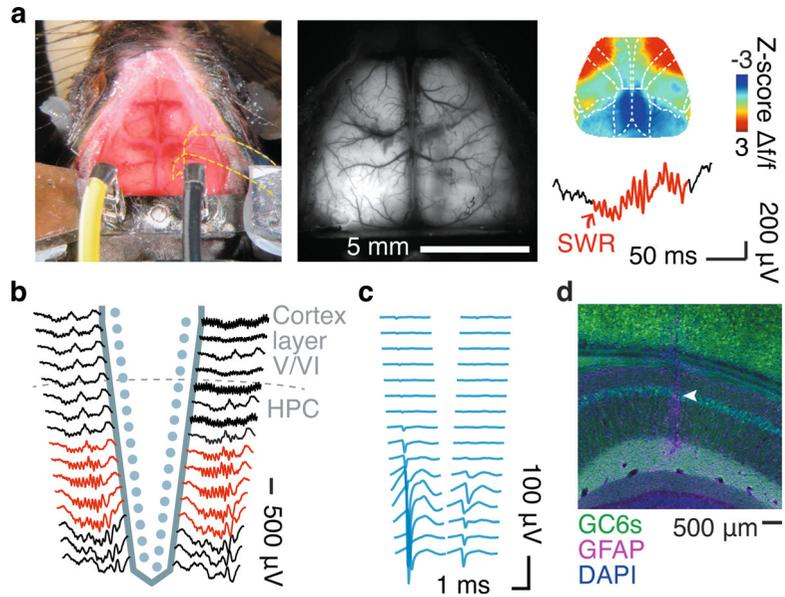 a
5 mm
-3
3
Z-score Δf/f
SWR
50 ms
200 µV
b
Cortex
layer
V/VI
HPC
500 µV
c
100 µV
1 ms
d
GC6s
GFAP
DAPI
500 µm